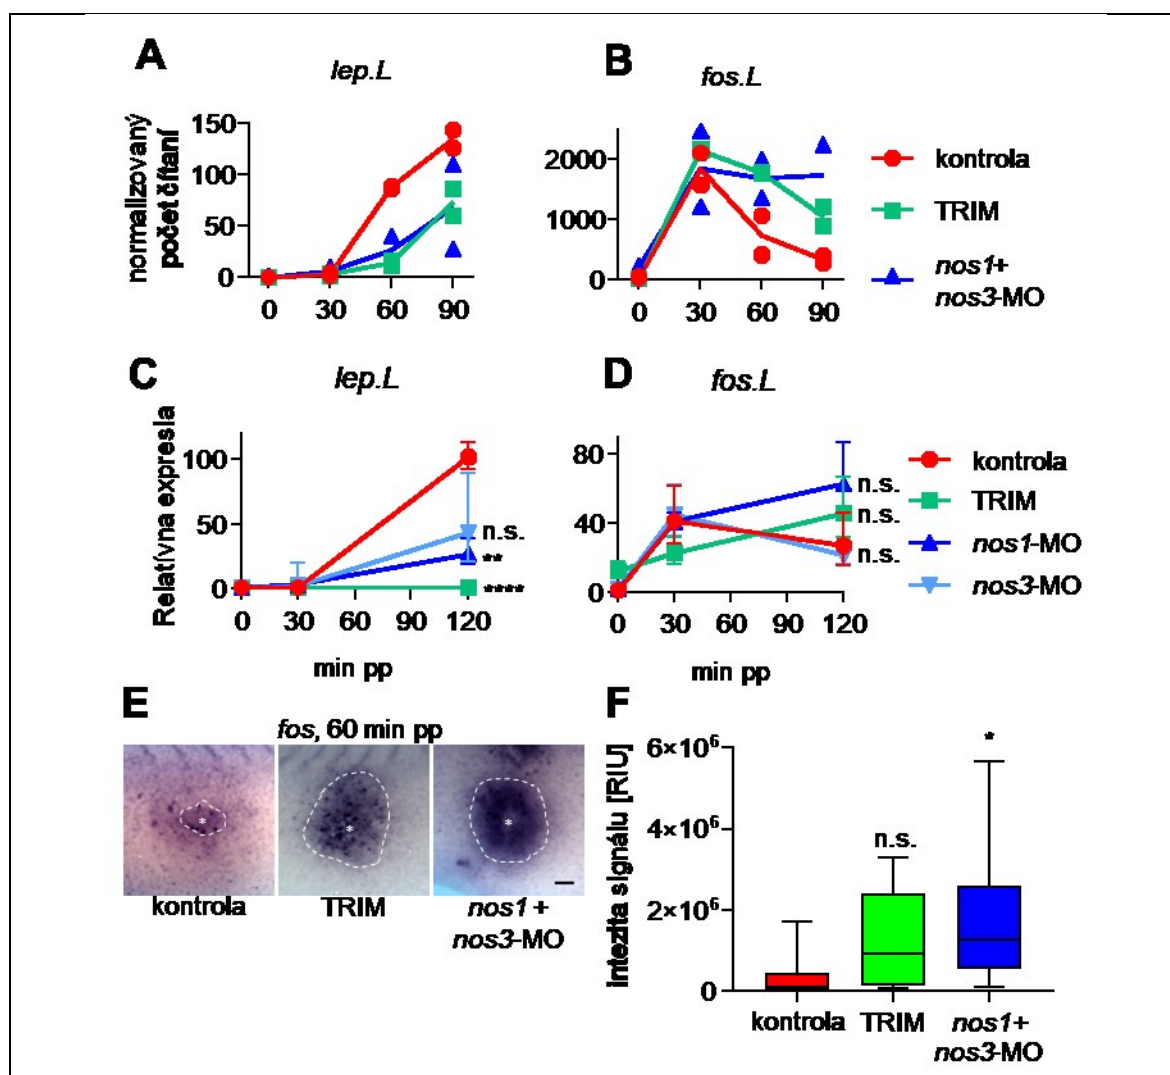 A
lep.L
normalizovaný
počet čítaní
150
100
50
0
0 30 60 90
B
fos.L
2000
1000
0
0 30 60 90
kontrola
TRIM
nos1+
nos3-MO
C
lep.L
Relatívna expresia
100
50
0
n.s.
**
****
0 30 60 90 120
min pp
D
fos.L
80
40
0
n.s.
n.s.
n.s.
0 30 60 90 120
min pp
kontrola
TRIM
nos1-MO
nos3-MO
E
fos, 60 min pp
* * *
kontrola TRIM nos1+
nos3-MO
F
Intezita signálu [RIU]
6×10⁶
4×10⁶
2×10⁶
0
n.s.
*
kontrola TRIM nos1+
nos3-MO